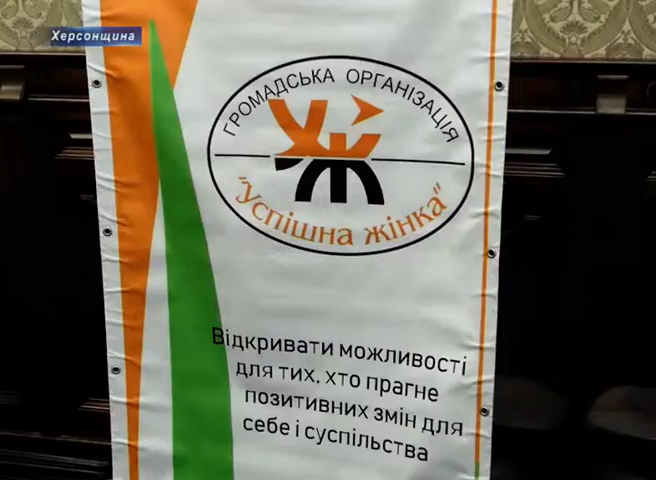 Херсонщина
ГРОМАДСЬКА ОРГАНІЗАЦІЯ
УЖ
"Успішна жінка"
Відкривати можливості
для тих, хто прагне
позитивних змін для
себе і суспільства